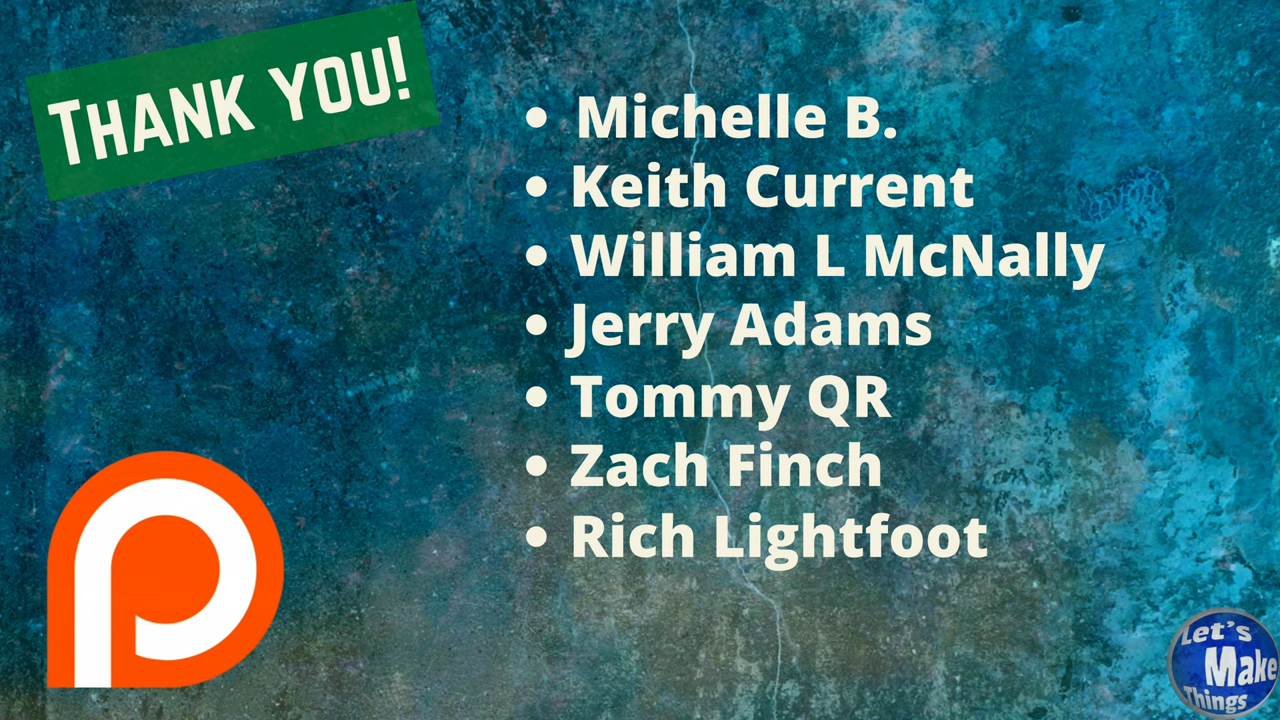 THANK YOU!
• Michelle B.
• Keith Current
• William L McNally
• Jerry Adams
• Tommy QR
• Zach Finch
• Rich Lightfoot
Let's
Make
Things